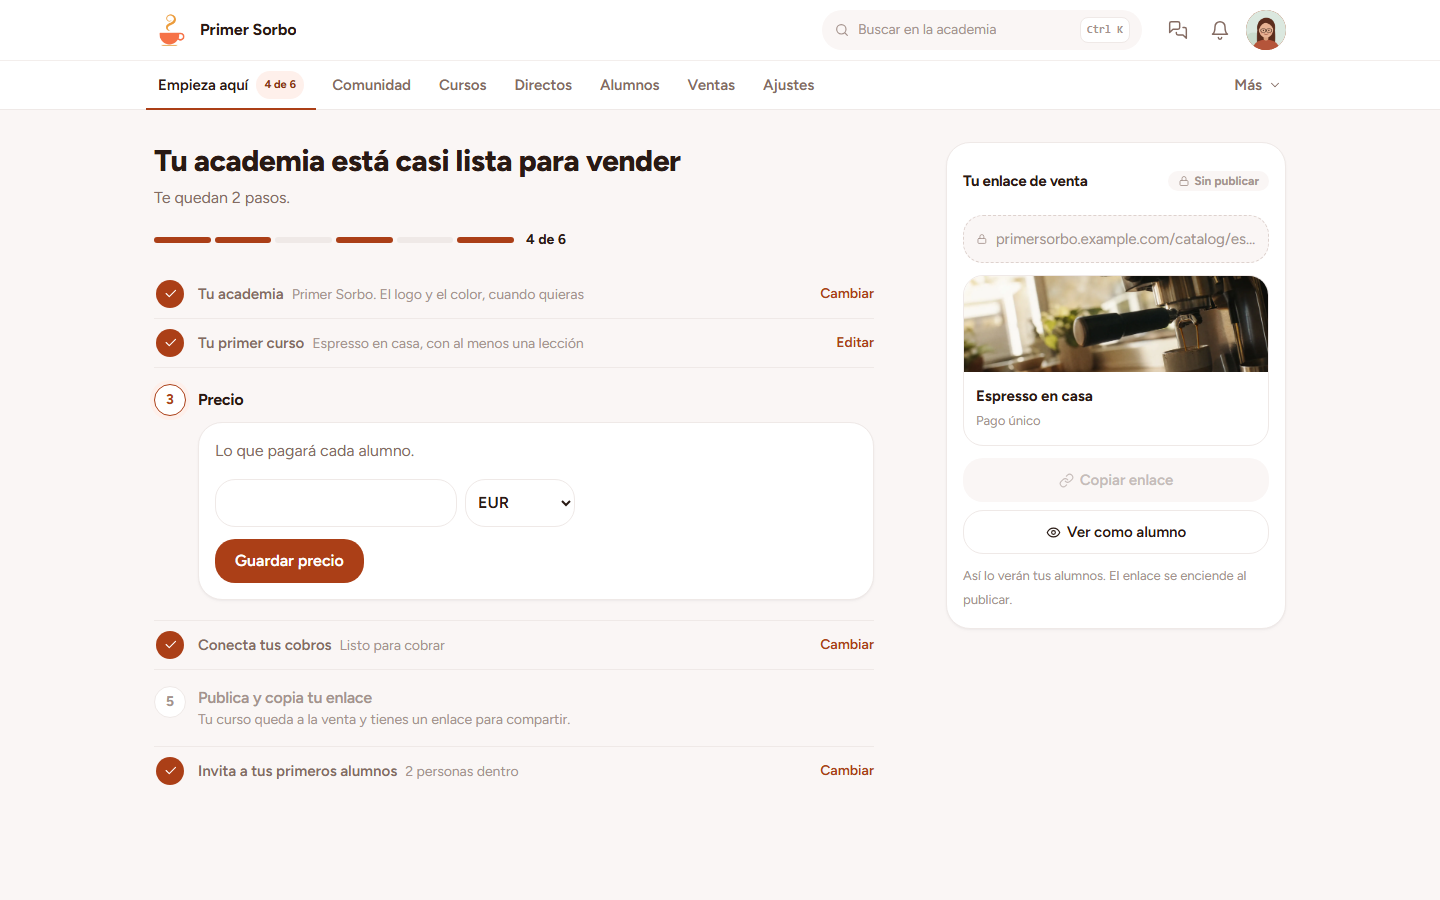 Primer Sorbo
Buscar en la academia
Ctrl K
Empieza aquí
4 de 6
Comunidad
Cursos
Directos
Alumnos
Ventas
Ajustes
Más
Tu academia está casi lista para vender
Te quedan 2 pasos.
4 de 6
Tu academia Primer Sorbo. El logo y el color, cuando quieras
Cambiar
Tu primer curso Espresso en casa, con al menos una lección
Editar
3 Precio
Lo que pagará cada alumno.
EUR
Guardar precio
Conecta tus cobros Listo para cobrar
Cambiar
5 Publica y copia tu enlace
Tu curso queda a la venta y tienes un enlace para compartir.
Invita a tus primeros alumnos 2 personas dentro
Cambiar
Tu enlace de venta
Sin publicar
primersorbo.example.com/catalog/es...
Espresso en casa
Pago único
Copiar enlace
Ver como alumno
Así lo verán tus alumnos. El enlace se enciende al
publicar.